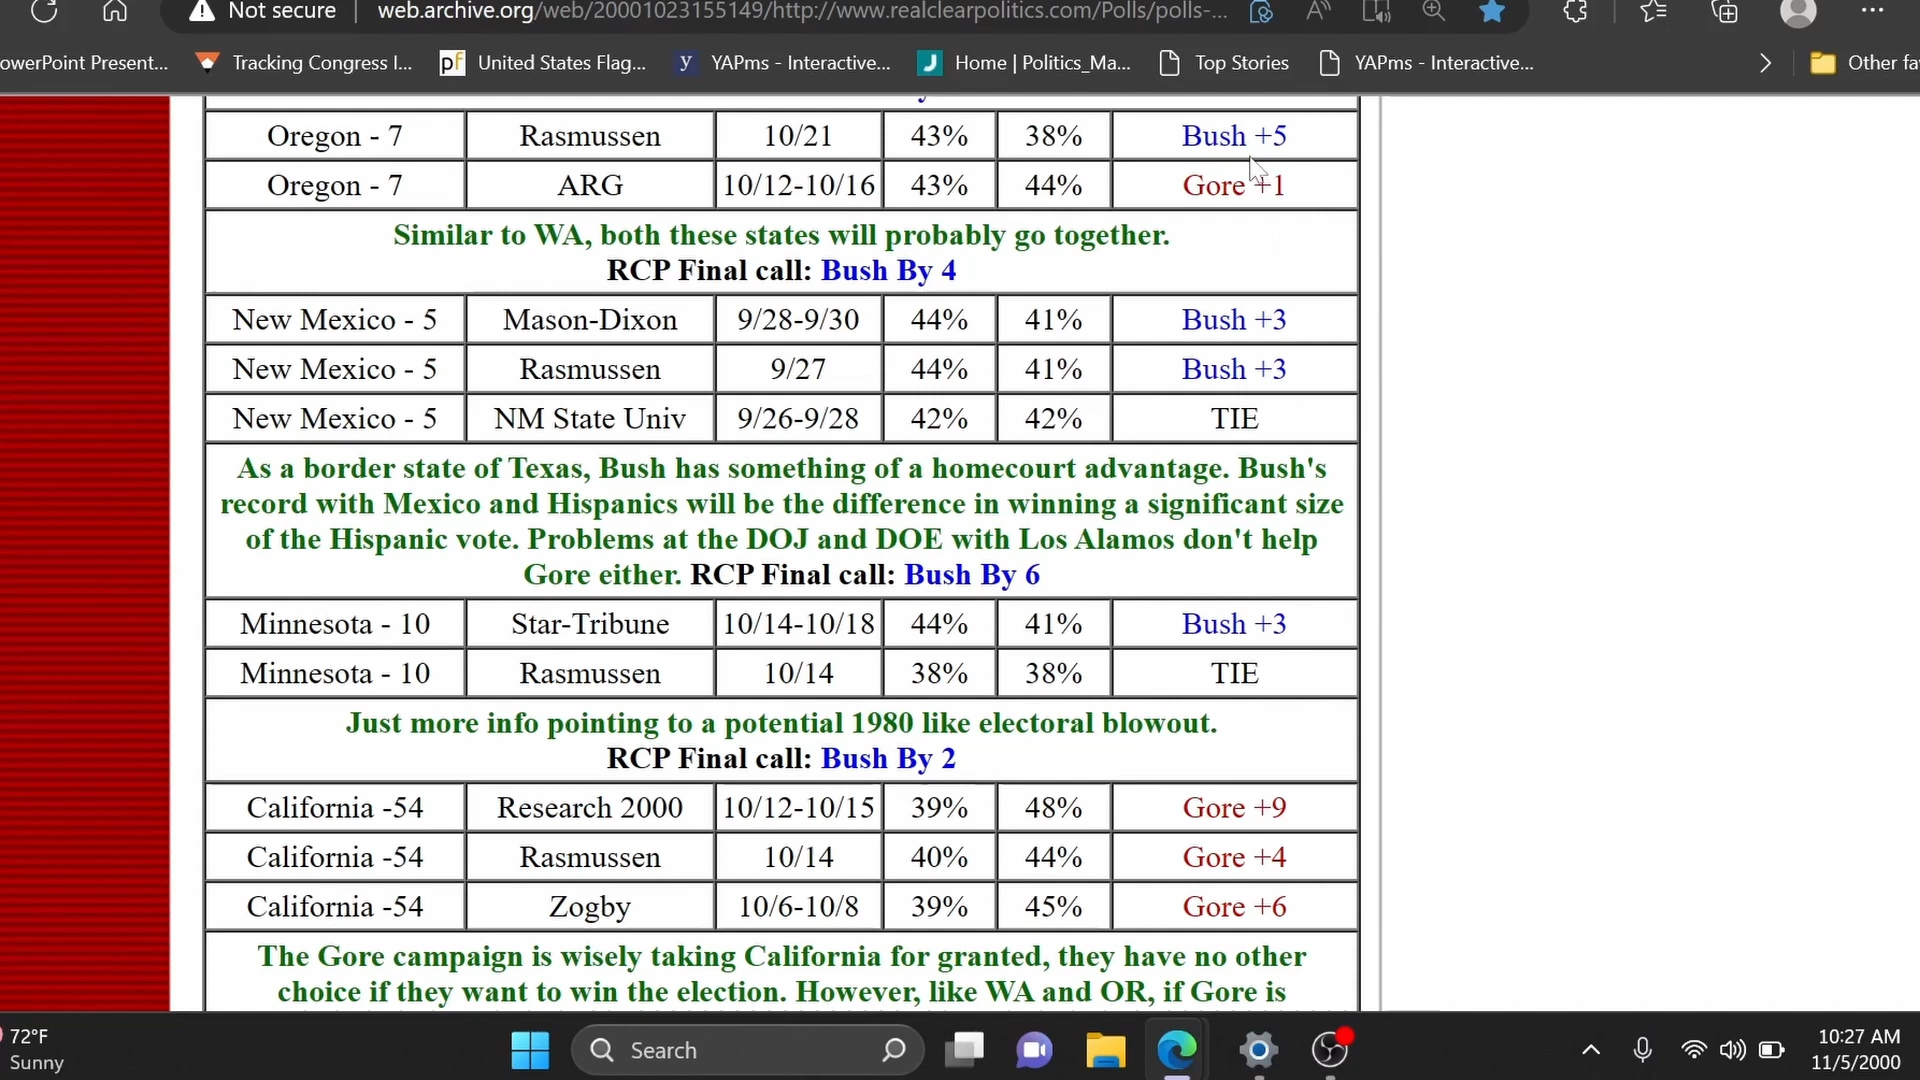 Not secure
web.archive.org/web/20001023155149/http://www.realclearpolitics.com/Polls/polls-...
owerPoint Present... Tracking Congress I... pf United States Flag... y YAPms - Interactive... J Home | Politics_Ma... Top Stories YAPms - Interactive... Other fa
Oregon - 7 Rasmussen 10/21 43% 38% Bush +5
Oregon - 7 ARG 10/12-10/16 43% 44% Gore +1
Similar to WA, both these states will probably go together.
RCP Final call: Bush By 4
New Mexico - 5 Mason-Dixon 9/28-9/30 44% 41% Bush +3
New Mexico - 5 Rasmussen 9/27 44% 41% Bush +3
New Mexico - 5 NM State Univ 9/26-9/28 42% 42% TIE
As a border state of Texas, Bush has something of a homecourt advantage. Bush's
record with Mexico and Hispanics will be the difference in winning a significant size
of the Hispanic vote. Problems at the DOJ and DOE with Los Alamos don't help
Gore either. RCP Final call: Bush By 6
Minnesota - 10 Star-Tribune 10/14-10/18 44% 41% Bush +3
Minnesota - 10 Rasmussen 10/14 38% 38% TIE
Just more info pointing to a potential 1980 like electoral blowout.
RCP Final call: Bush By 2
California -54 Research 2000 10/12-10/15 39% 48% Gore +9
California -54 Rasmussen 10/14 40% 44% Gore +4
California -54 Zogby 10/6-10/8 39% 45% Gore +6
The Gore campaign is wisely taking California for granted, they have no other
choice if they want to win the election. However, like WA and OR, if Gore is
72°F
Sunny
Search
10:27 AM
11/5/2000